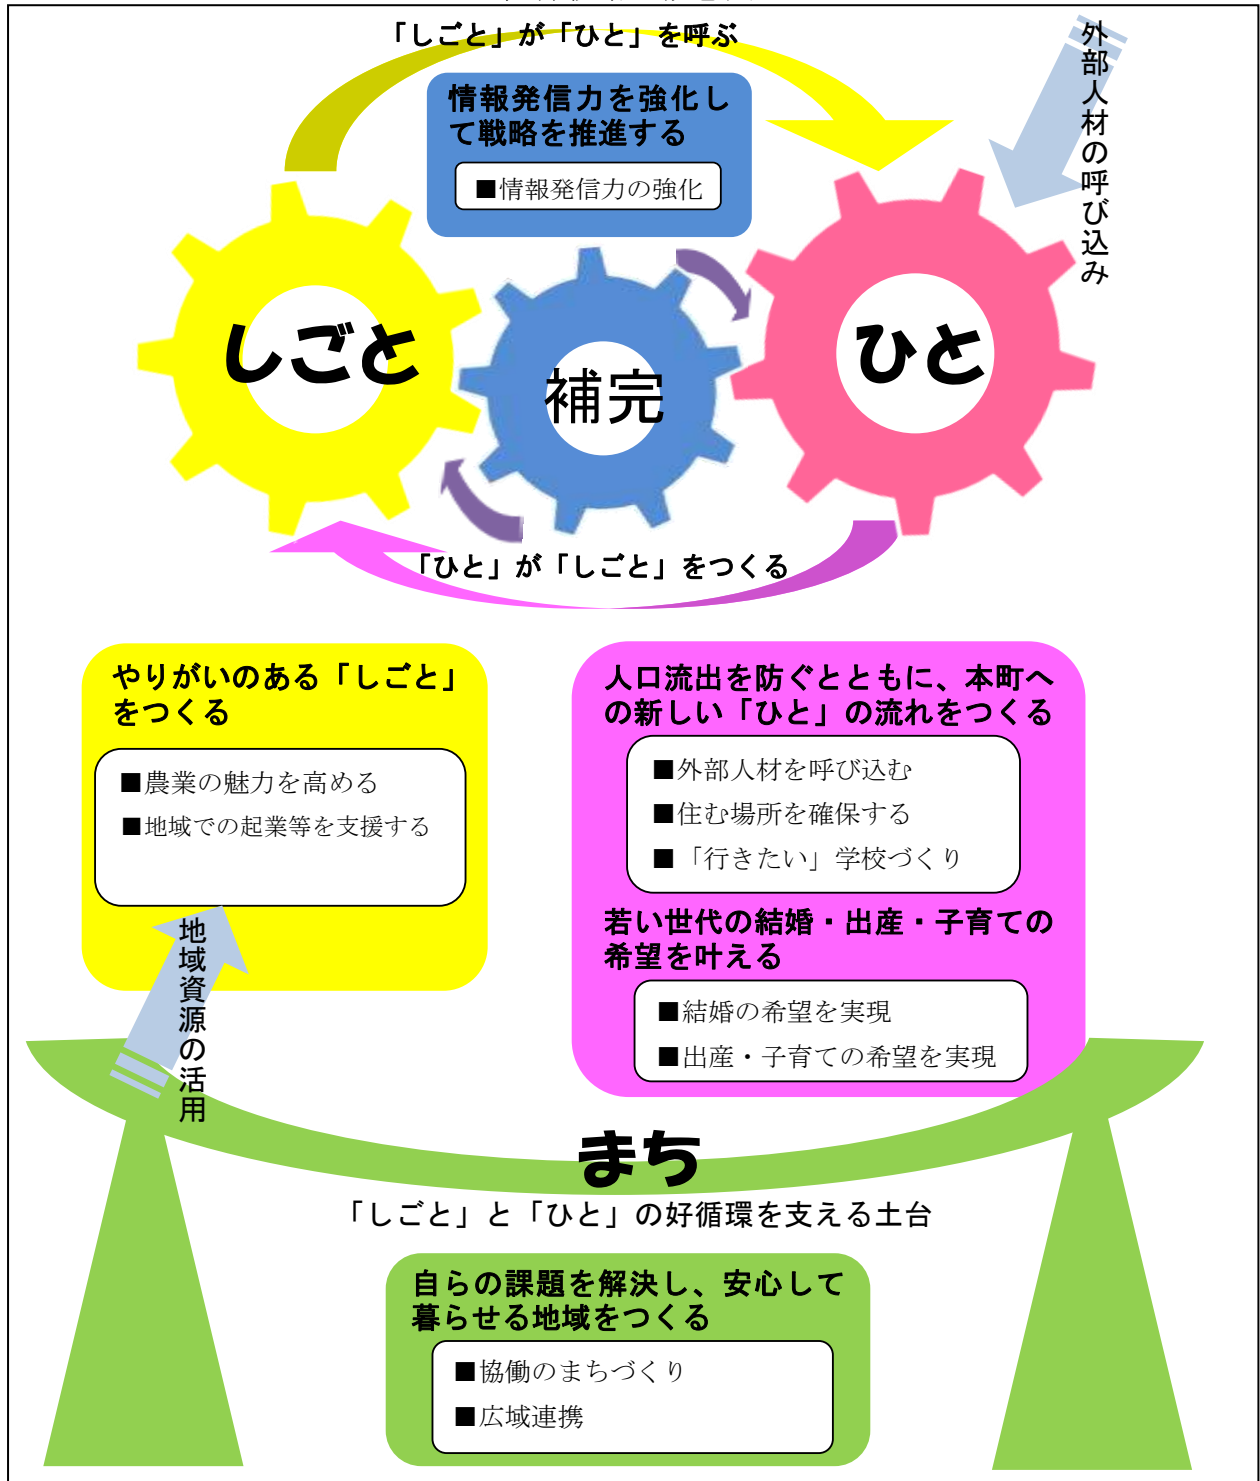 「しごと」が「ひと」を呼ぶ
外部人材の呼び込み
情報発信力を強化し
て戦略を推進する
■情報発信力の強化
しごと
補完
ひと
「ひと」が「しごと」をつくる
やりがいのある「しごと」
をつくる
■農業の魅力を高める
■地域での起業等を支援する
地域資源の活用
人口流出を防ぐとともに、本町へ
の新しい「ひと」の流れをつくる
■外部人材を呼び込む
■住む場所を確保する
■「行きたい」学校づくり
若い世代の結婚・出産・子育ての
希望を叶える
■結婚の希望を実現
■出産・子育ての希望を実現
まち
「しごと」と「ひと」の好循環を支える土台
自らの課題を解決し、安心して
暮らせる地域をつくる
■協働のまちづくり
■広域連携